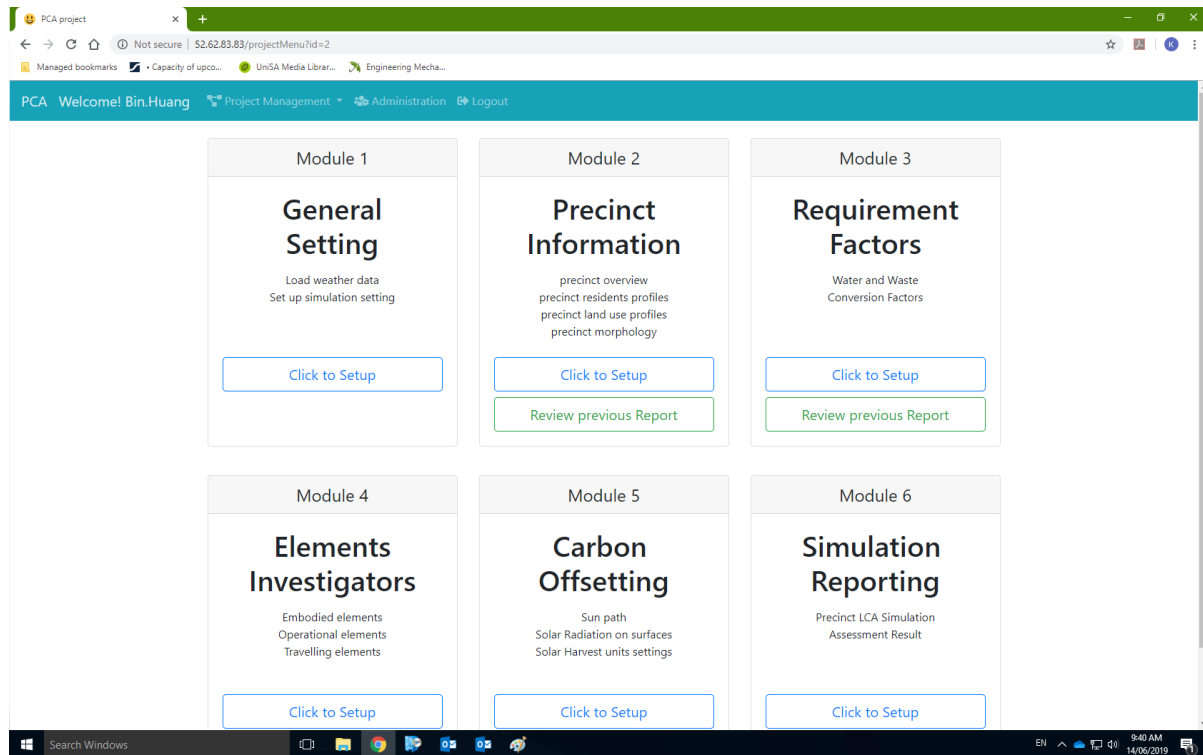 PCA project
Not secure | 52.62.83.83/projectMenu?id=2
Managed bookmarks • Capacity of upco... UniSA Media Librar... Engineering Mecha...
PCA Welcome! Bin.Huang Project Management Administration Logout
Module 1
General
Setting
Load weather data
Set up simulation setting
Click to Setup
Module 2
Precinct
Information
precinct overview
precinct residents profiles
precinct land use profiles
precinct morphology
Click to Setup
Review previous Report
Module 3
Requirement
Factors
Water and Waste
Conversion Factors
Click to Setup
Review previous Report
Module 4
Elements
Investigators
Embodied elements
Operational elements
Travelling elements
Click to Setup
Module 5
Carbon
Offsetting
Sun path
Solar Radiation on surfaces
Solar Harvest units settings
Click to Setup
Module 6
Simulation
Reporting
Precinct LCA Simulation
Assessment Result
Click to Setup
Search Windows
EN
9:40 AM
14/06/2019
K